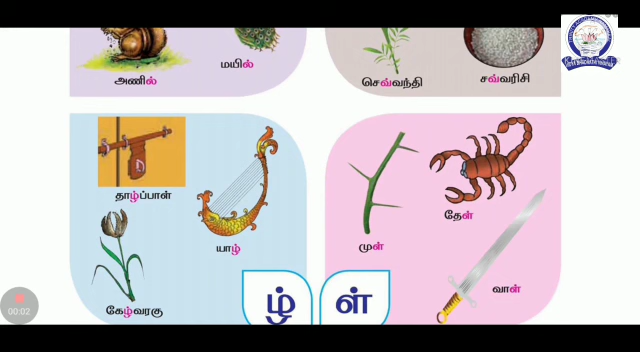 அணில்
மயில்
செவ்வந்தி
சவ்வரிசி
தாழ்ப்பாள்
யாழ்
கேழ்வரகு
முள்
தேள்
வாள்
ழ்
ள்
00:02